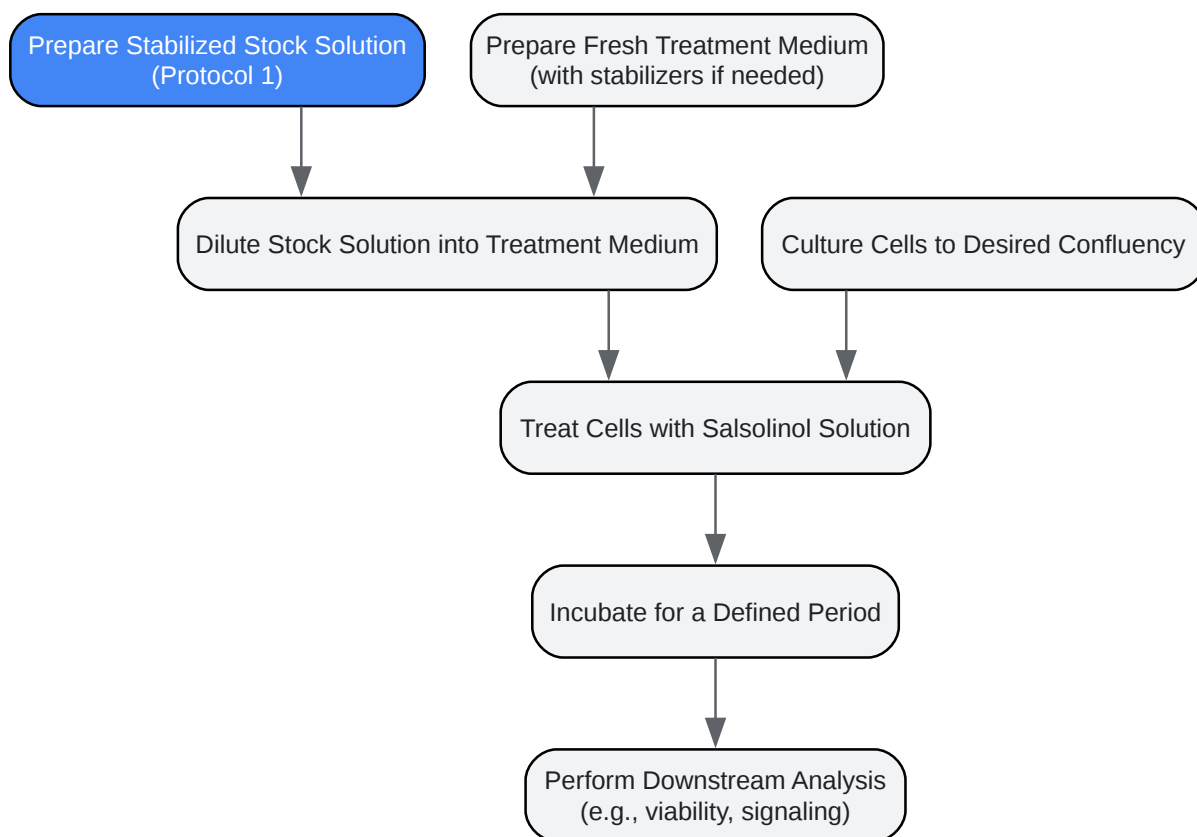 Prepare Stabilized Stock Solution
(Protocol 1)
Prepare Fresh Treatment Medium
(with stabilizers if needed)
Dilute Stock Solution into Treatment Medium
Culture Cells to Desired Confluency
Treat Cells with Salsolinol Solution
Incubate for a Defined Period
Perform Downstream Analysis
(e.g., viability, signaling)